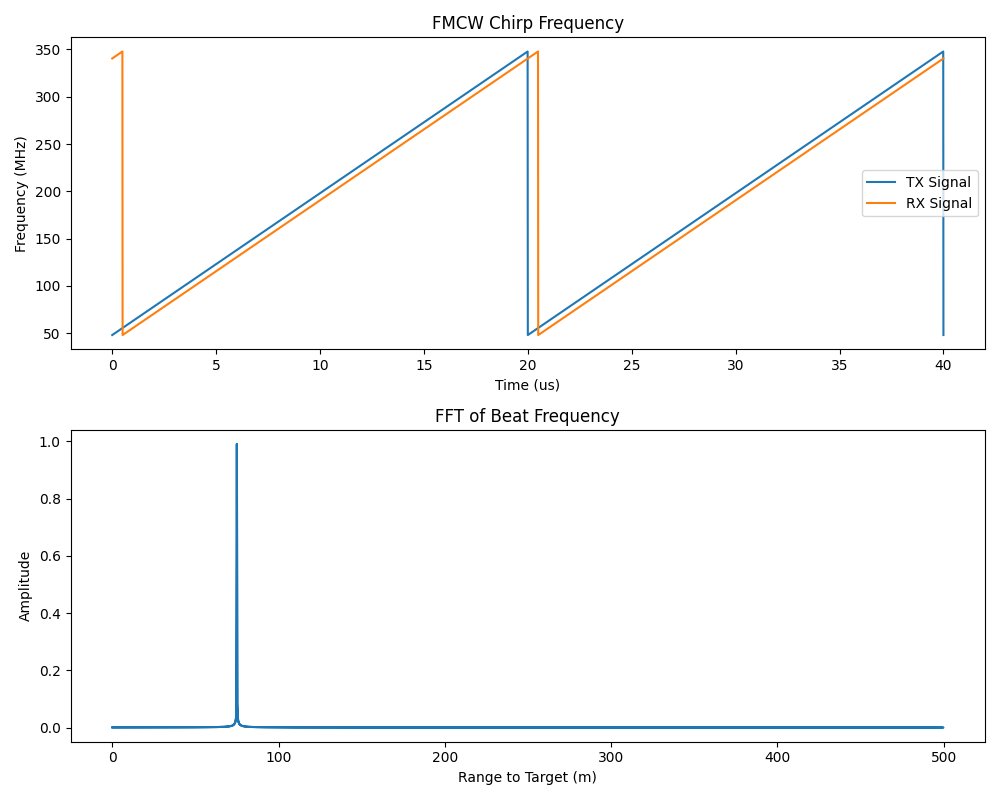 FMCW Chirp Frequency
Frequency (MHz)
350
300
250
200
150
100
50
TX Signal
RX Signal
0 5 10 15 20 25 30 35 40
Time (us)
FFT of Beat Frequency
Amplitude
1.0
0.8
0.6
0.4
0.2
0.0
0 100 200 300 400 500
Range to Target (m)